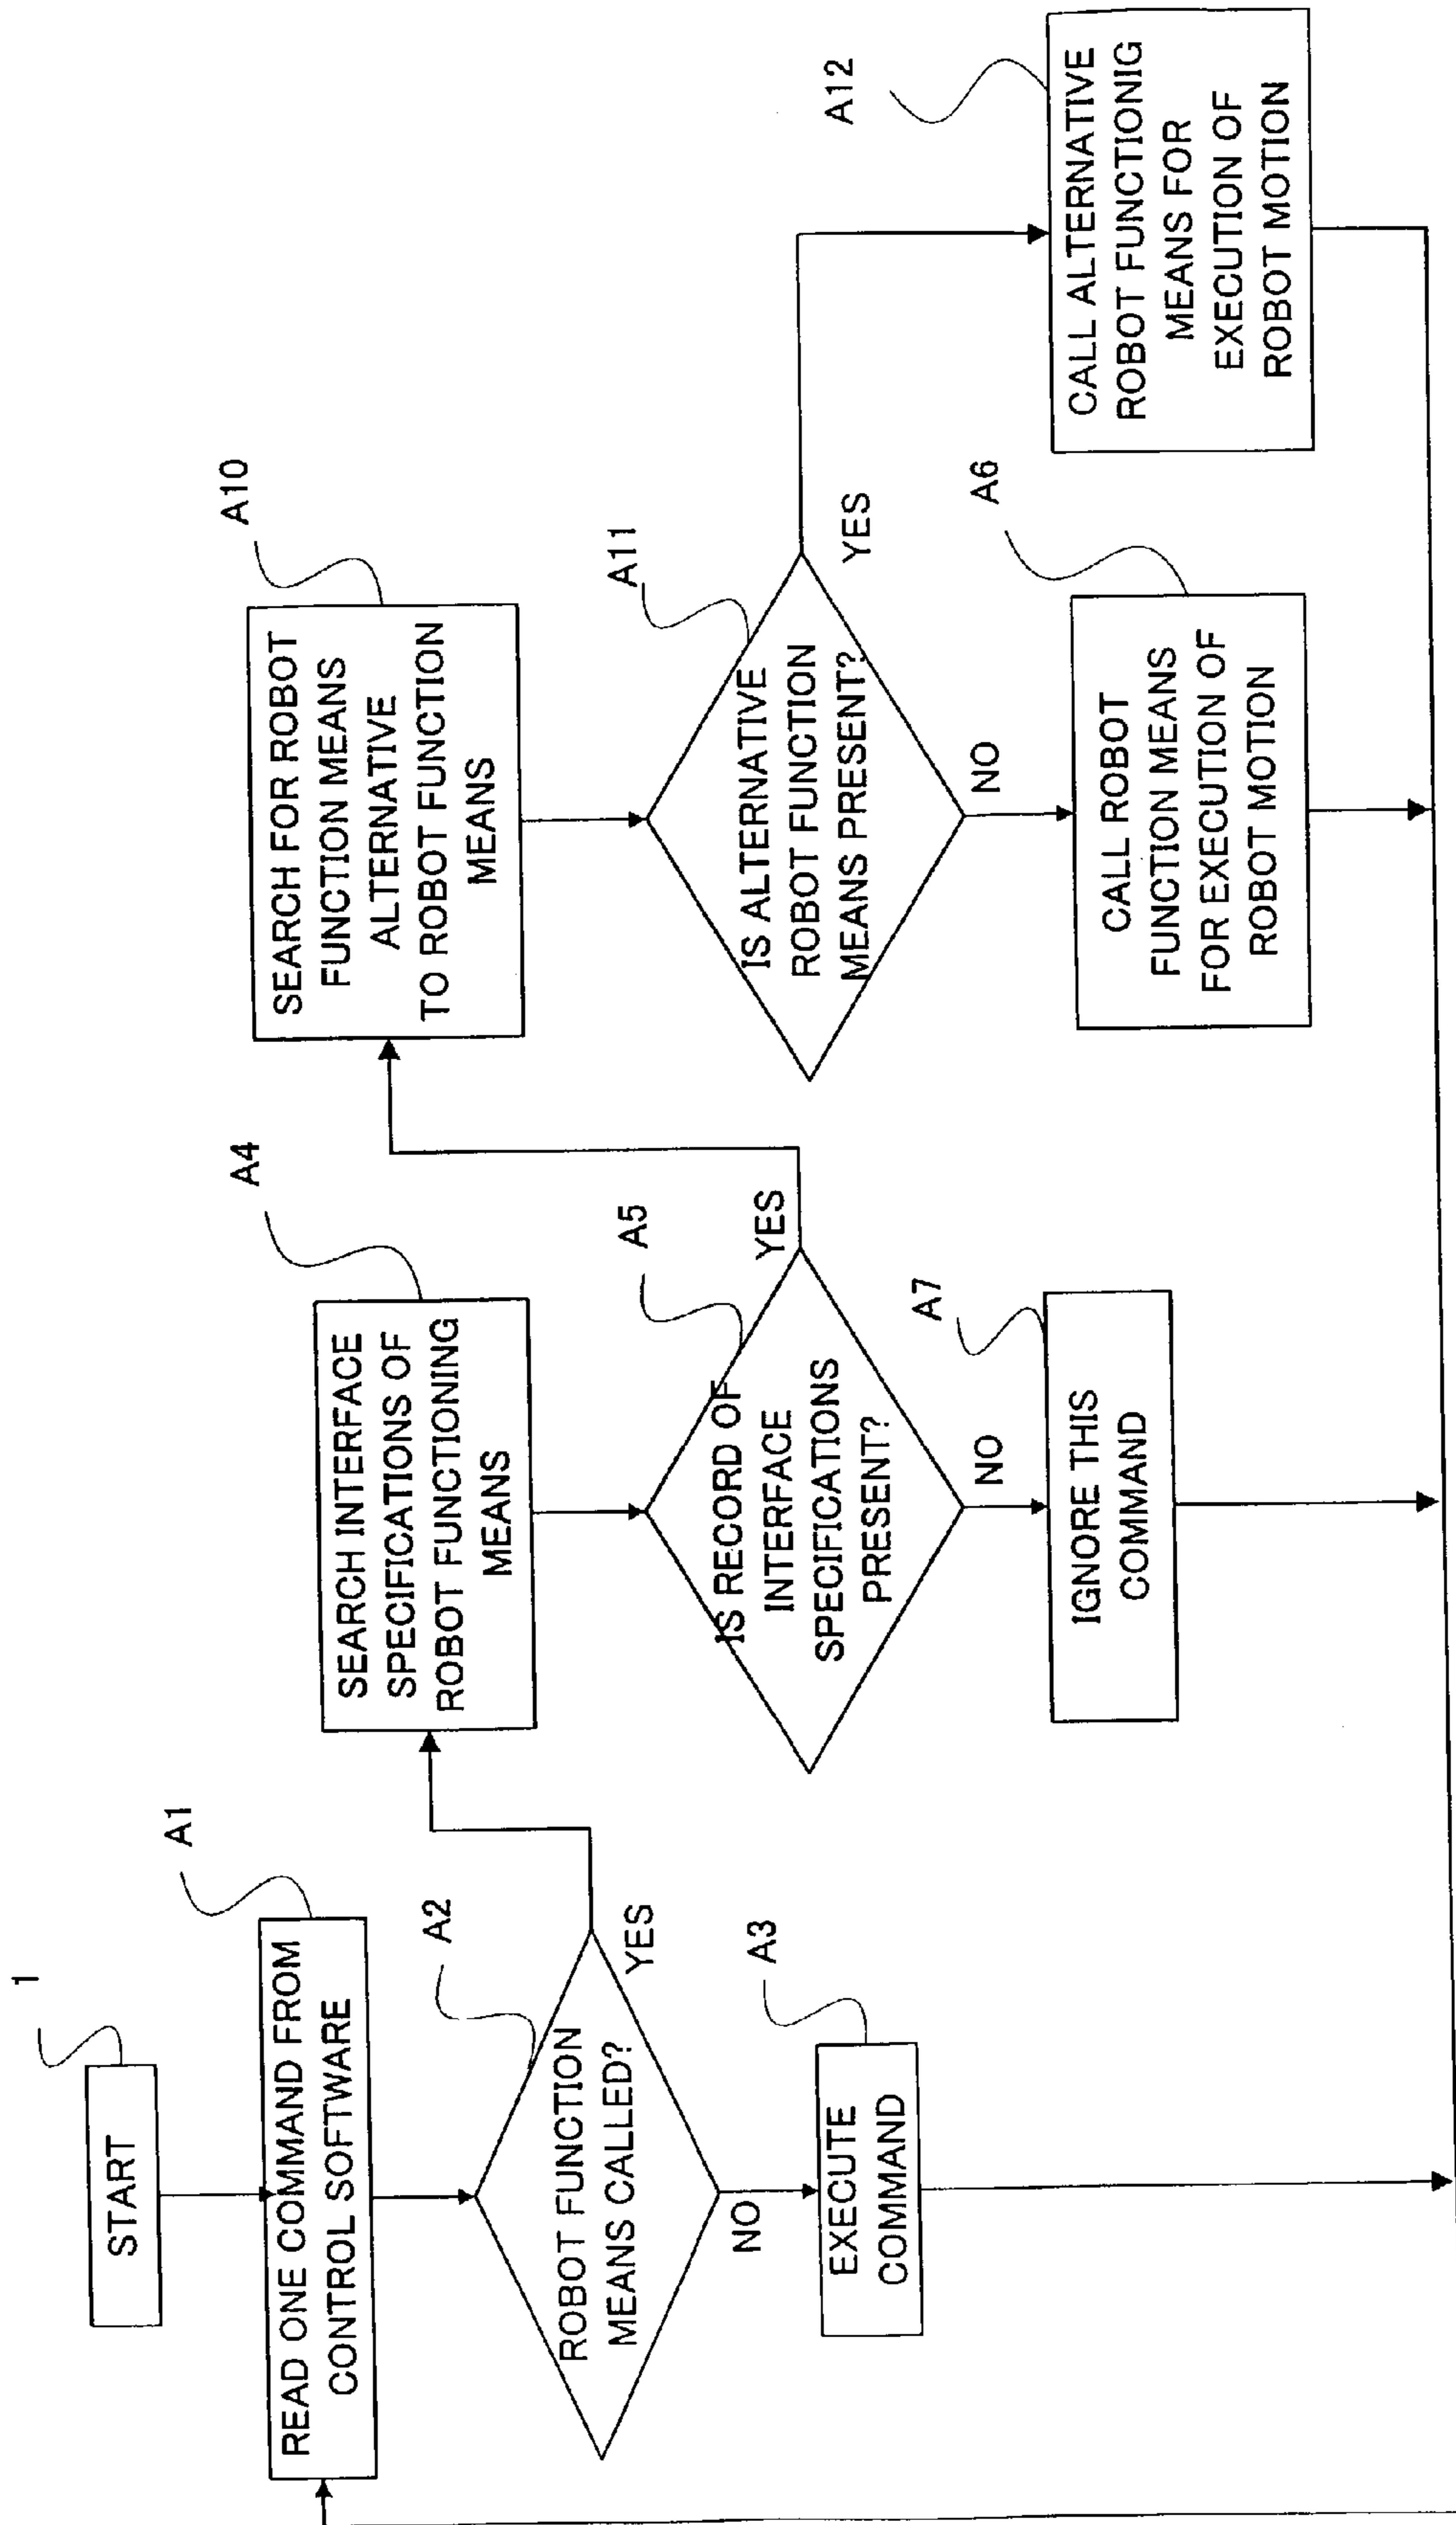 1
START
A1
READ ONE COMMAND FROM
CONTROL SOFTWARE
A2
ROBOT FUNCTION
MEANS CALLED?
YES
NO
A3
EXECUTE
COMMAND
A4
SEARCH INTERFACE
SPECIFICATIONS OF
ROBOT FUNCTIONING
MEANS
A5
IS RECORD OF
INTERFACE
SPECIFICATIONS
PRESENT?
YES
NO
A7
IGNORE THIS
COMMAND
A10
SEARCH FOR ROBOT
FUNCTION MEANS
ALTERNATIVE
TO ROBOT FUNCTION
MEANS
A11
IS ALTERNATIVE
ROBOT FUNCTION
MEANS PRESENT?
YES
NO
A6
CALL ROBOT
FUNCTION MEANS
FOR EXECUTION OF
ROBOT MOTION
A12
CALL ALTERNATIVE
ROBOT FUNCTIONIG
MEANS FOR
EXECUTION OF
ROBOT MOTION